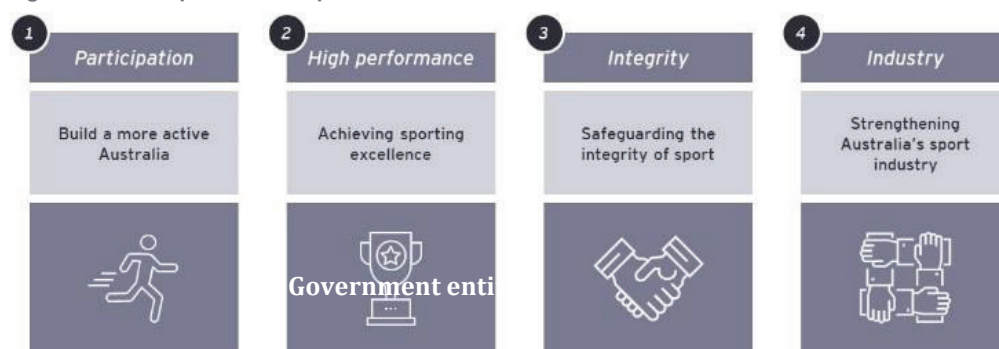 1
Participation
Build a more active
Australia
2
High performance
Achieving sporting
excellence
Government enti
3
Integrity
Safeguarding the
integrity of sport
4
Industry
Strengthening
Australia's sport
industry